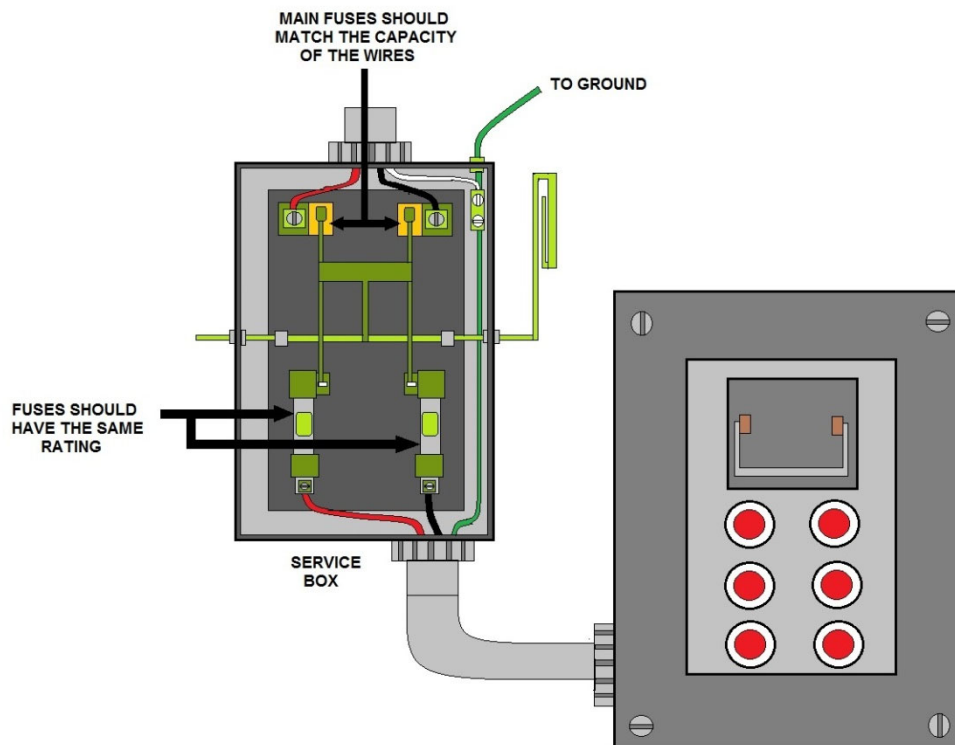 MAIN FUSES SHOULD
MATCH THE CAPACITY
OF THE WIRES
TO GROUND
FUSES SHOULD
HAVE THE SAME
RATING
SERVICE
BOX